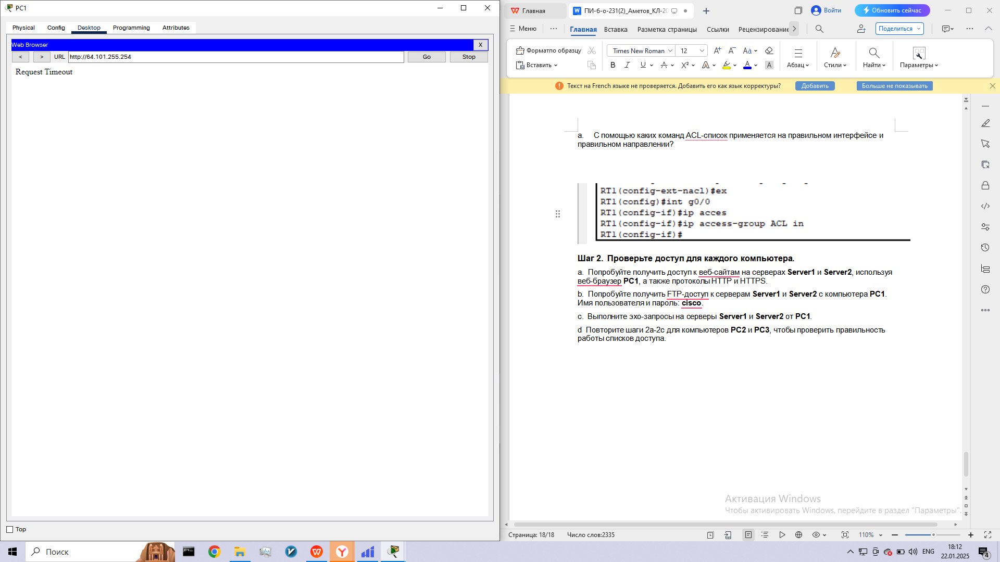 PC1
Physical
Config
Desktop
Programming
Attributes
Web Browser
X
<
>
URL
http://64.101.255.254
Go
Stop
Request Timeout
Top
Главная
ПИ-б-о-231(2)_Аметов_КЛ-20
Войти
Обновить сейчас
Меню
Главная
Вставка
Разметка страницы
Ссылки
Рецензирование
Поделиться
Формат по образцу
Вставить
Times New Roman
12
Абзац
Стили
Найти
Параметры
Текст на French языке не проверяется. Добавить его как язык корректуры?
Добавить
Больше не показывать
a. С помощью каких команд ACL-список применяется на правильном интерфейсе и
правильном направлении?
RT1(config-ext-nacl)#ex
RT1(config)#int g0/0
RT1(config-if)#ip acces
RT1(config-if)#ip access-group ACL in
RT1(config-if)#
Шаг 2. Проверьте доступ для каждого компьютера.
a. Попробуйте получить доступ к веб-сайтам на серверах Server1 и Server2, используя
веб-браузер PC1, а также протоколы HTTP и HTTPS.
b. Попробуйте получить FTP-доступ к серверам Server1 и Server2 с компьютера PC1.
Имя пользователя и пароль: cisco.
c. Выполните эхо-запросы на серверы Server1 и Server2 от PC1.
d Повторите шаги 2a-2c для компьютеров PC2 и PC3, чтобы проверить правильность
работы списков доступа.
Активация Windows
Чтобы активировать Windows, перейдите в раздел "Параметры".
Страница: 18/18
Число слов:2335
110%
Поиск
ENG
18:12
22.01.2025
4